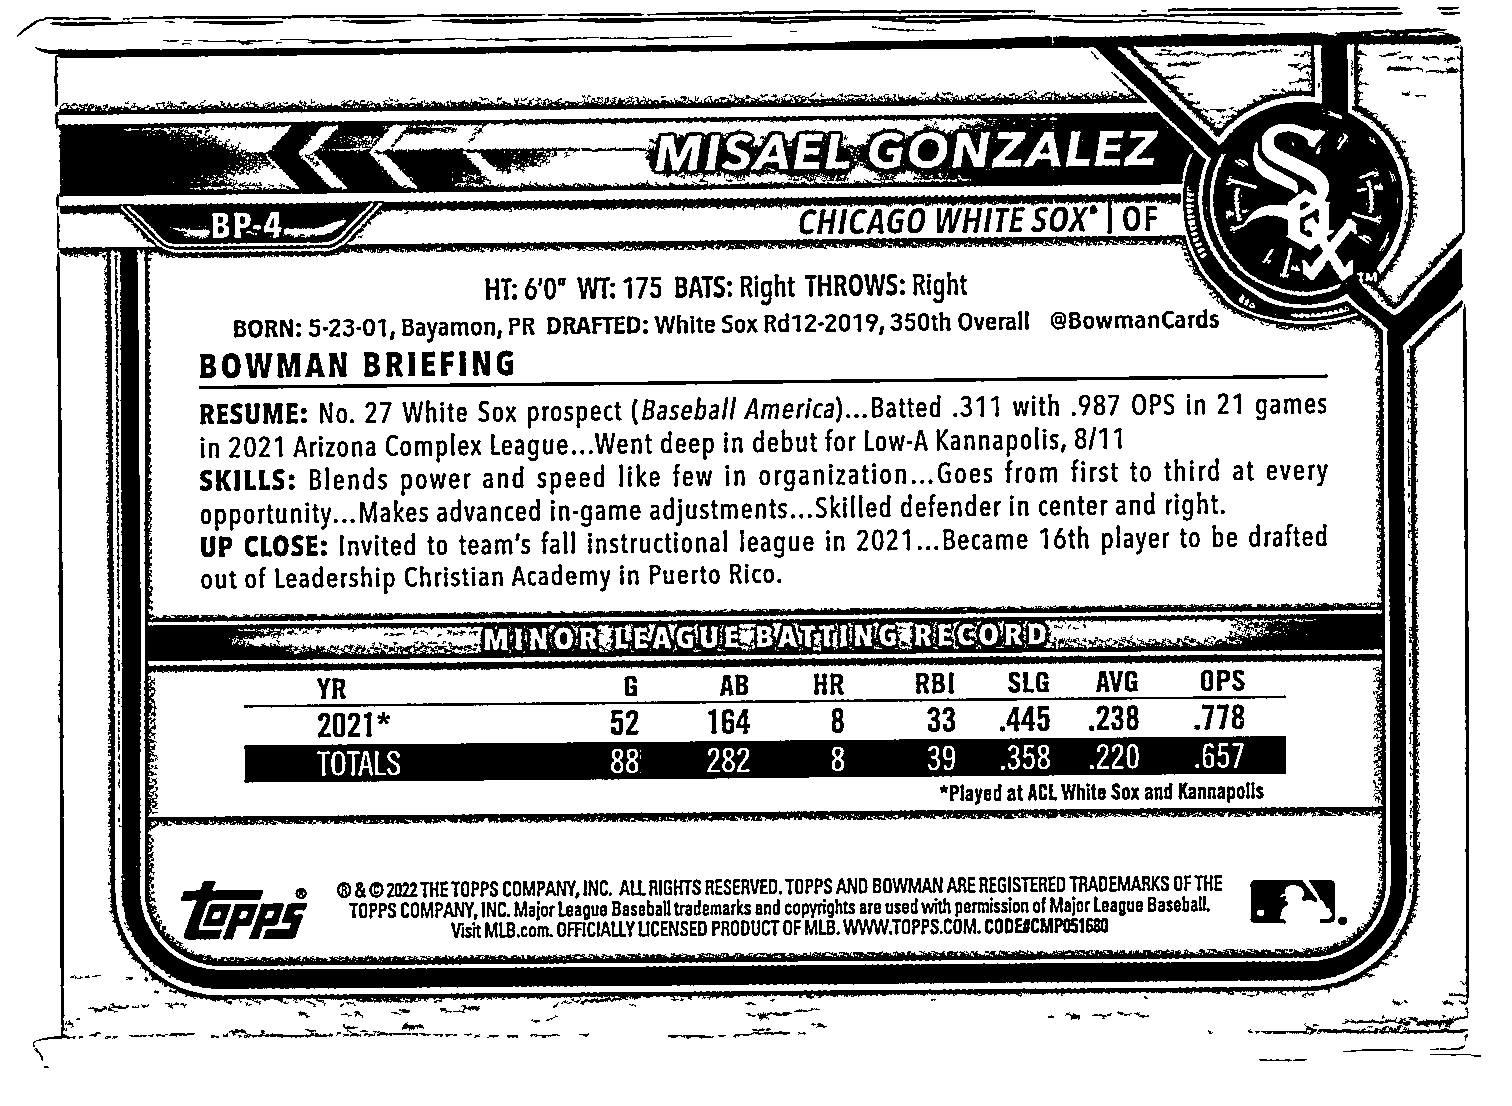 MISAEL GONZALEZ
BP-4
CHICAGO WHITE SOX® | OF
HT: 6'0" WT: 175 BATS: Right THROWS: Right
BORN: 5-23-01, Bayamon, PR DRAFTED: White Sox Rd12-2019, 350th Overall @BowmanCards
BOWMAN BRIEFING
RESUME: No. 27 White Sox prospect (Baseball America)...Batted .311 with .987 OPS in 21 games
in 2021 Arizona Complex League...Went deep in debut for Low-A Kannapolis, 8/11
SKILLS: Blends power and speed like few in organization...Goes from first to third at every
opportunity...Makes advanced in-game adjustments...Skilled defender in center and right.
UP CLOSE: Invited to team's fall instructional league in 2021...Became 16th player to be drafted
out of Leadership Christian Academy in Puerto Rico.
MINOR LEAGUE BATTING RECORD
YR G AB HR RBI SLG AVG OPS
2021* 52 164 8 33 .445 .238 .778
TOTALS 88 282 8 39 .358 .220 .657
*Played at ACL White Sox and Kannapolis
topps®
® & © 2022 THE TOPPS COMPANY, INC. ALL RIGHTS RESERVED. TOPPS AND BOWMAN ARE REGISTERED TRADEMARKS OF THE
TOPPS COMPANY, INC. Major League Baseball trademarks and copyrights are used with permission of Major League Baseball.
Visit MLB.com. OFFICIALLY LICENSED PRODUCT OF MLB. WWW.TOPPS.COM. CODE#CMP051680